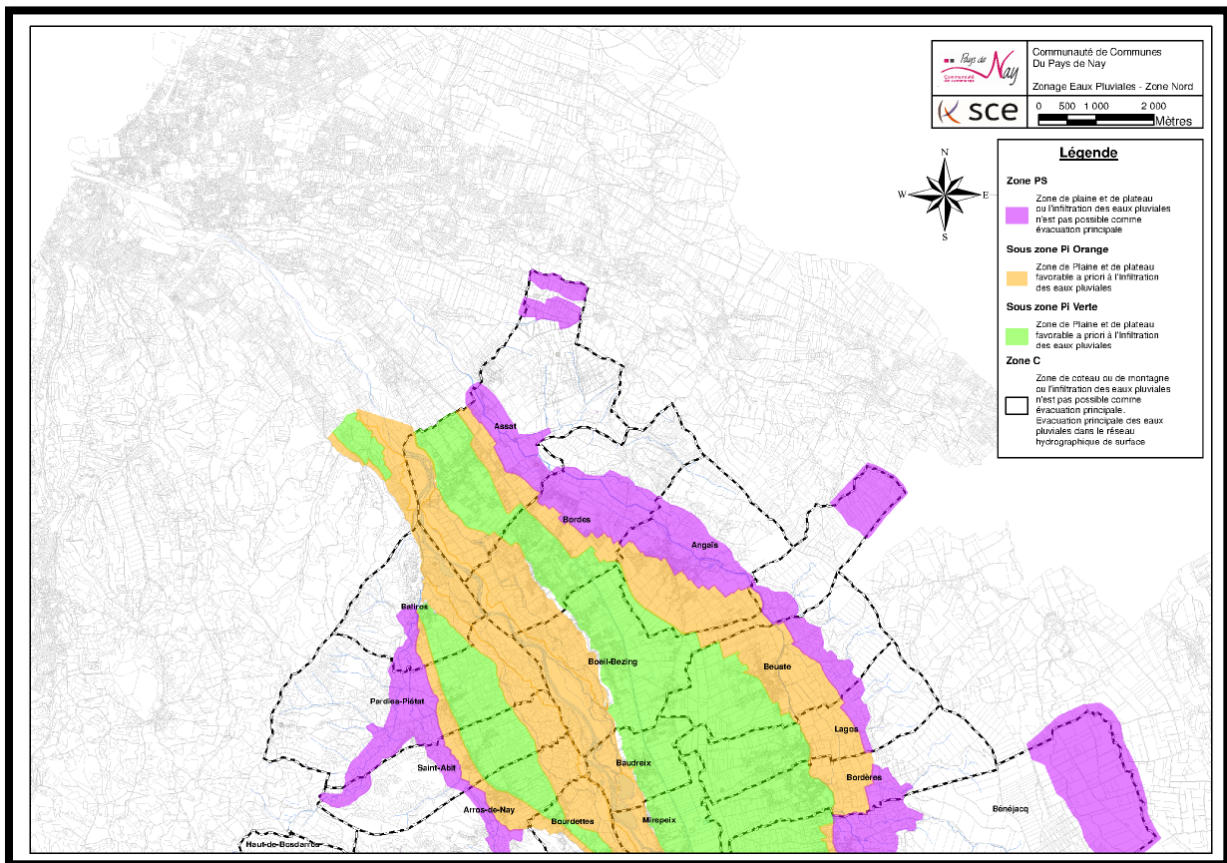 Pays de
Nay
Communauté
de communes
Communauté de Communes
Du Pays de Nay
Zonage Eaux Pluviales - Zone Nord
sce
0 500 1 000 2 000
Mètres
N
W E
S
Légende
Zone PS
Zone de plaine et de plateau
ou l'infiltration des eaux pluviales
n'est pas possible comme
évacuation principale
Sous zone Pi Orange
Zone de Plaine et de plateau
favorable a priori à l'Infiltration
des eaux pluviales
Sous zone Pi Verte
Zone de Plaine et de plateau
favorable a priori à l'Infiltration
des eaux pluviales
Zone C
Zone de coteau ou de montagne
ou l'infiltration des eaux pluviales
n'est pas possible comme
évacuation principale.
Evacuation principale des eaux
pluviales dans le réseau
hydrographique de surface
Assat
Bordes
Angaïs
Baliros
Boeil-Bezing
Beuste
Pardies-Piétat
Lagos
Saint-Abit
Baudreix
Bordères
Arros-de-Nay
Bourdettes
Mirepeix
Bénéjacq
Haut-de-Bosdarros